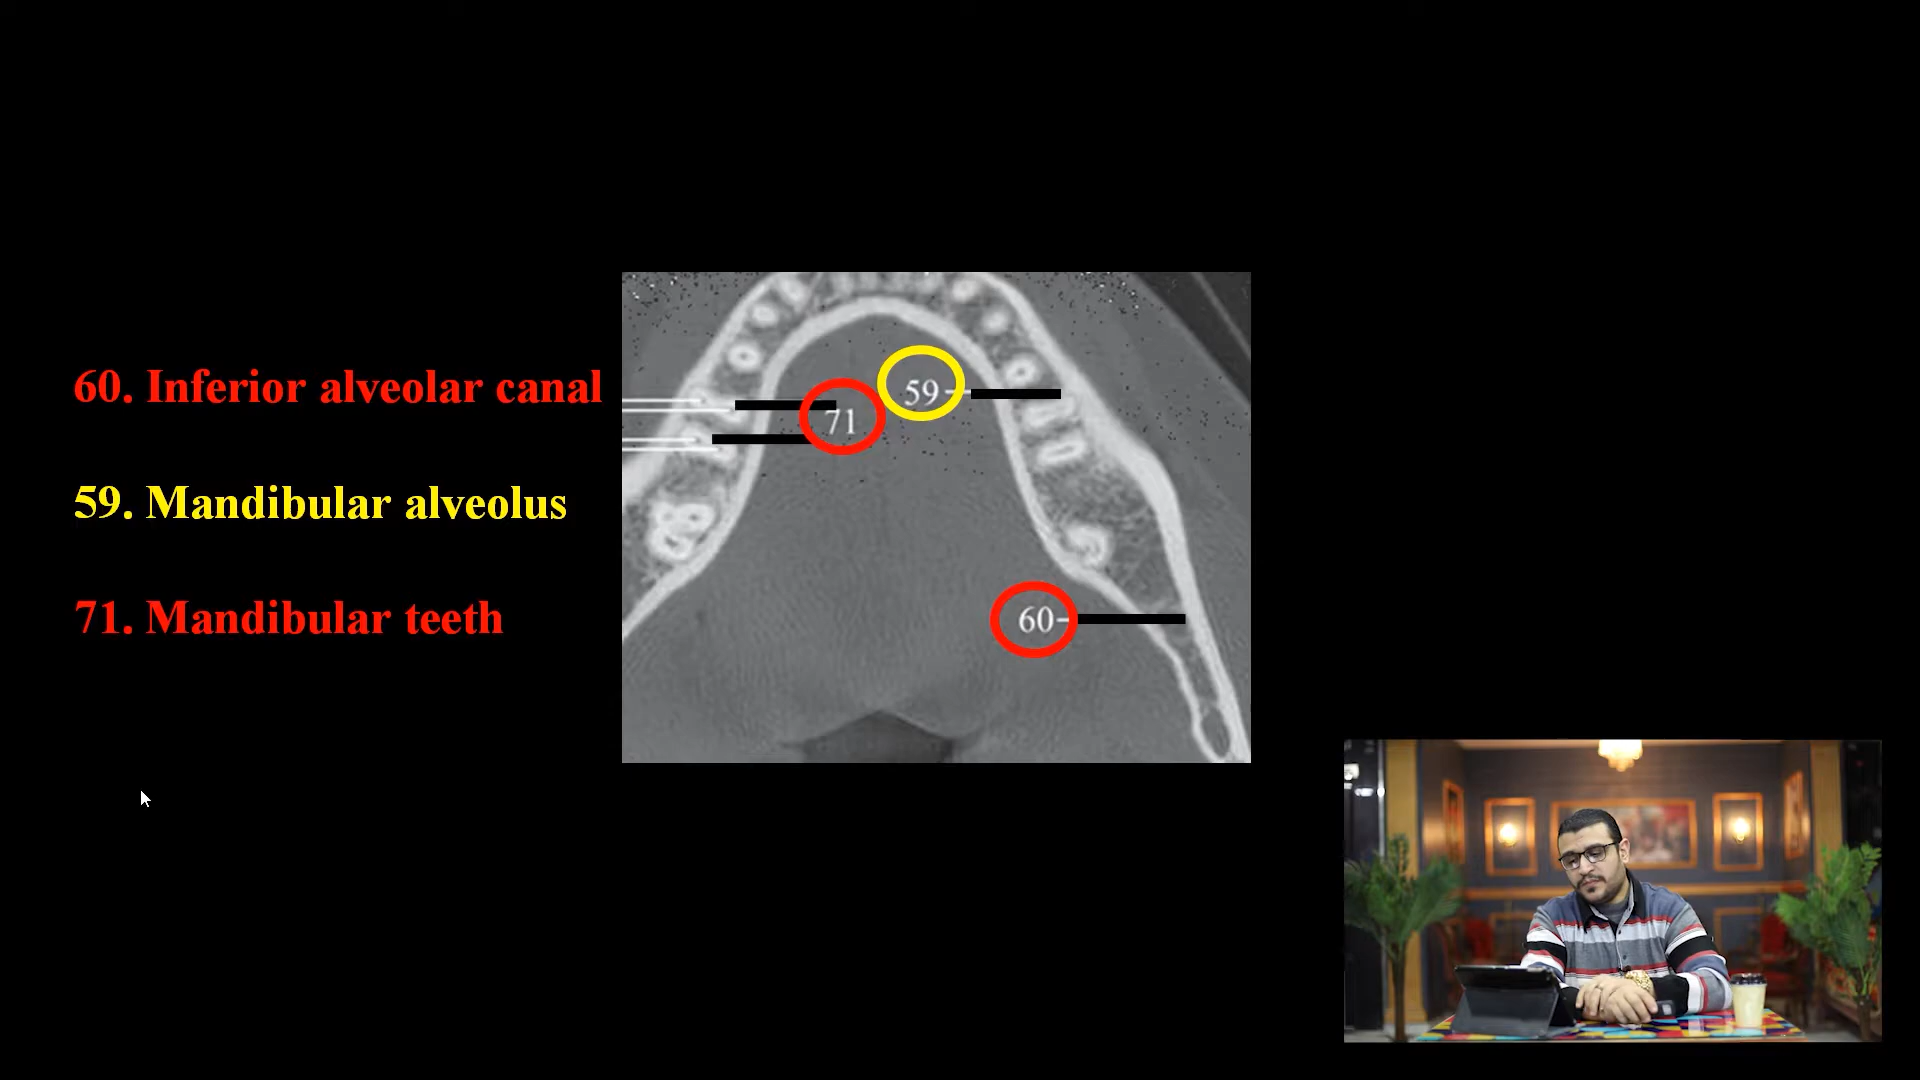 60. Inferior alveolar canal
59. Mandibular alveolus
71. Mandibular teeth
59
71
60